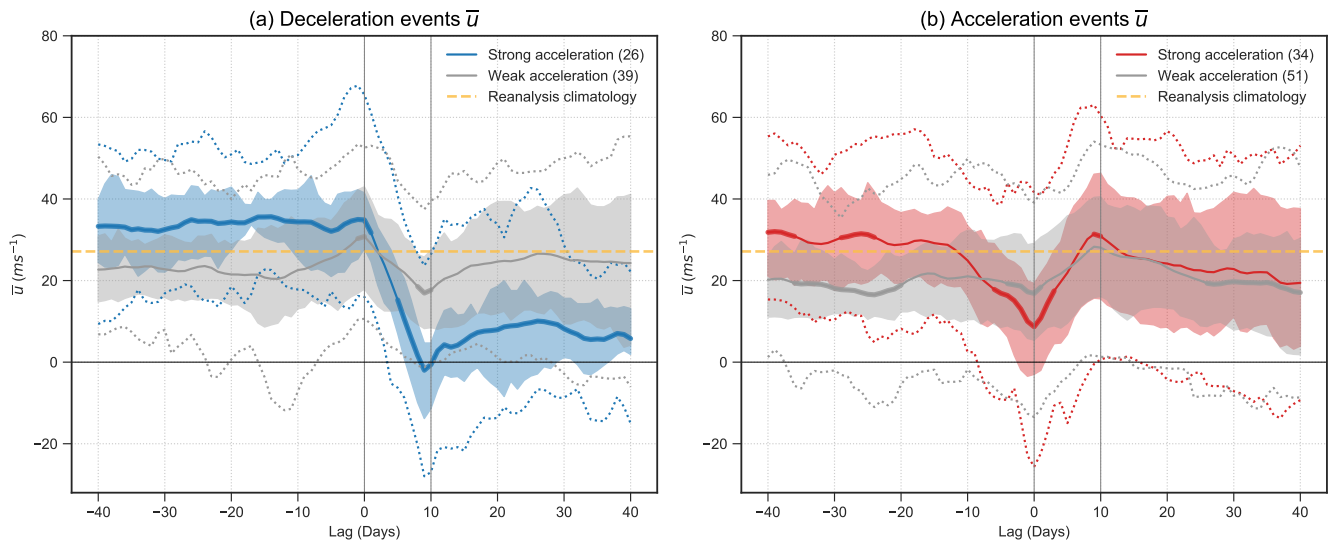 (a) Deceleration events u̅
80
60
40
20
0
−20
u̅ (ms⁻¹)
Strong acceleration (26)
Weak acceleration (39)
Reanalysis climatology
−40 −30 −20 −10 0 10 20 30 40
Lag (Days)
(b) Acceleration events u̅
80
60
40
20
0
−20
u̅ (ms⁻¹)
Strong acceleration (34)
Weak acceleration (51)
Reanalysis climatology
−40 −30 −20 −10 0 10 20 30 40
Lag (Days)